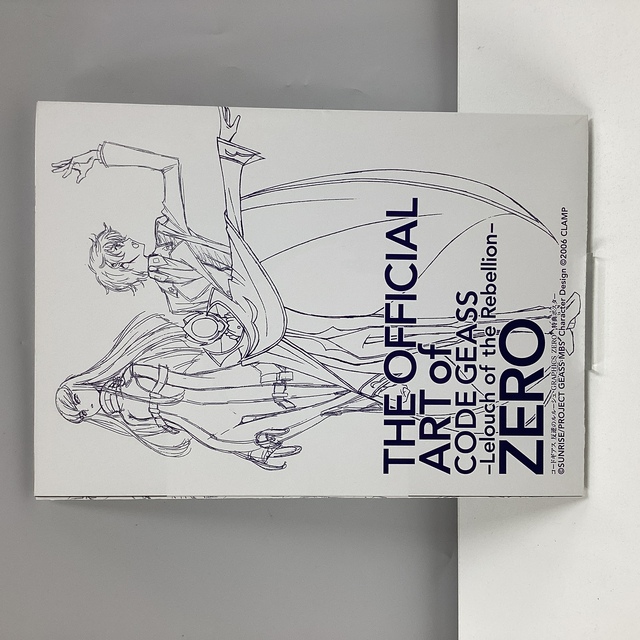 THE OFFICIAL
ART of
CODE GEASS
–Lelouch of the Rebellion–
ZERO
コードギアス 反逆のルルーシュ GRAPHICS ZERO 特典ポスター
©SUNRISE/PROJECT GEASS・MBS Character Design ©2006 CLAMP